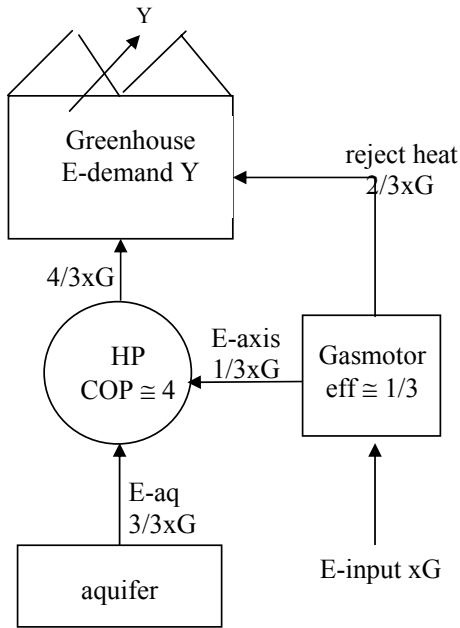 Y
Greenhouse
E-demand Y
reject heat
2/3xG
4/3xG
HP
COP ≅ 4
E-axis
1/3xG
Gasmotor
eff ≅ 1/3
E-aq
3/3xG
E-input xG
aquifer